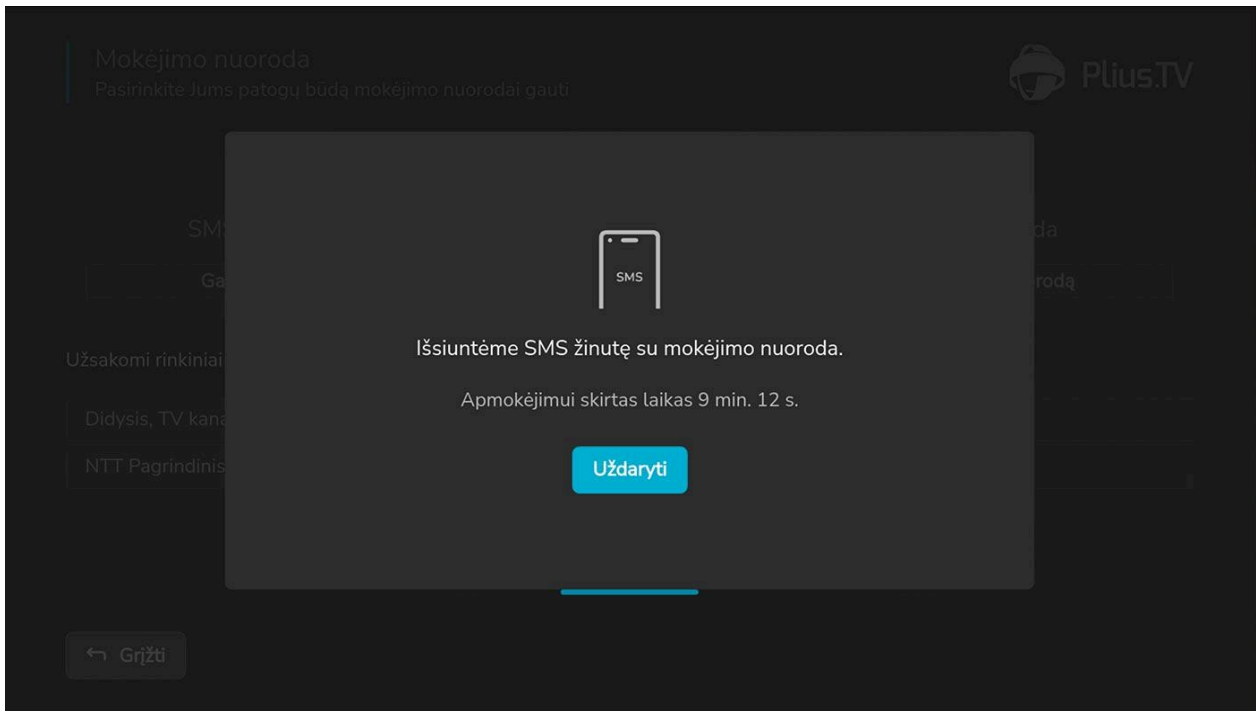 Mokėjimo nuoroda
Pasirinkite Jums patogų būdą mokėjimo nuorodai gauti
Plius.TV
SMS
Išsiuntėme SMS žinutę su mokėjimo nuoroda.
Apmokėjimui skirtas laikas 9 min. 12 s.
Uždaryti
Užsakomi rinkiniai
Didysis, TV
NTT Pagrindinis
Grįžti